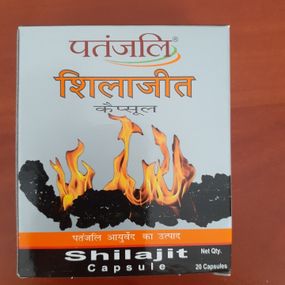 पतंजलि®
शिलाजीत
कैप्सूल
पतंजलि आयुर्वेद का उत्पाद
Shilajit
Capsule
Net Qty.
20 Capsules